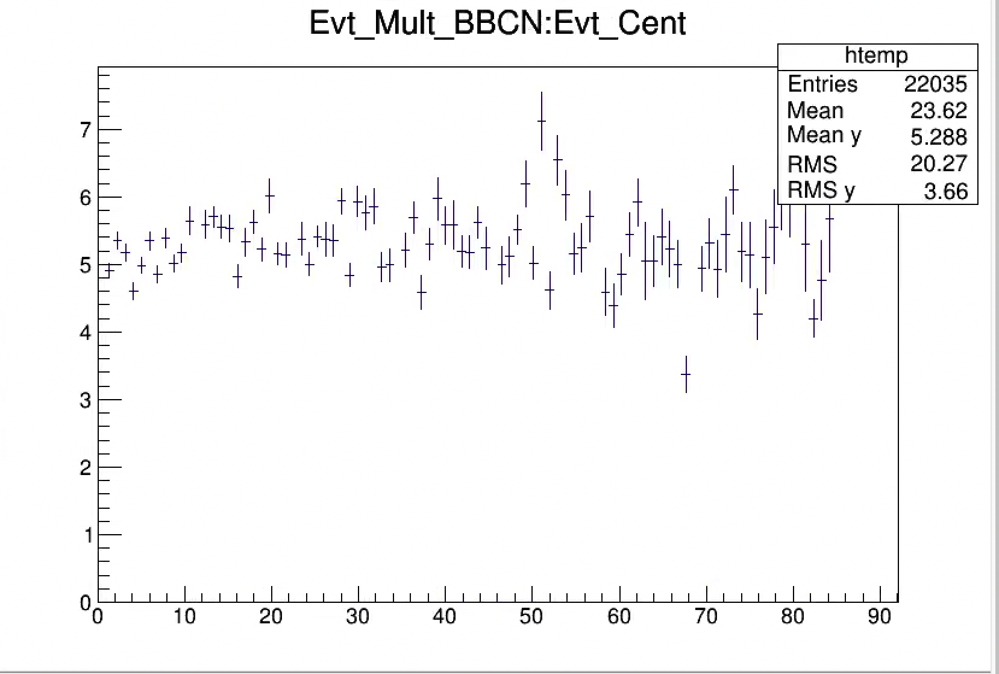 Evt_Mult_BBCN:Evt_Cent
htemp
Entries 22035
Mean 23.62
Mean y 5.288
RMS 20.27
RMS y 3.66
7
6
5
4
3
2
1
0
0 10 20 30 40 50 60 70 80 90